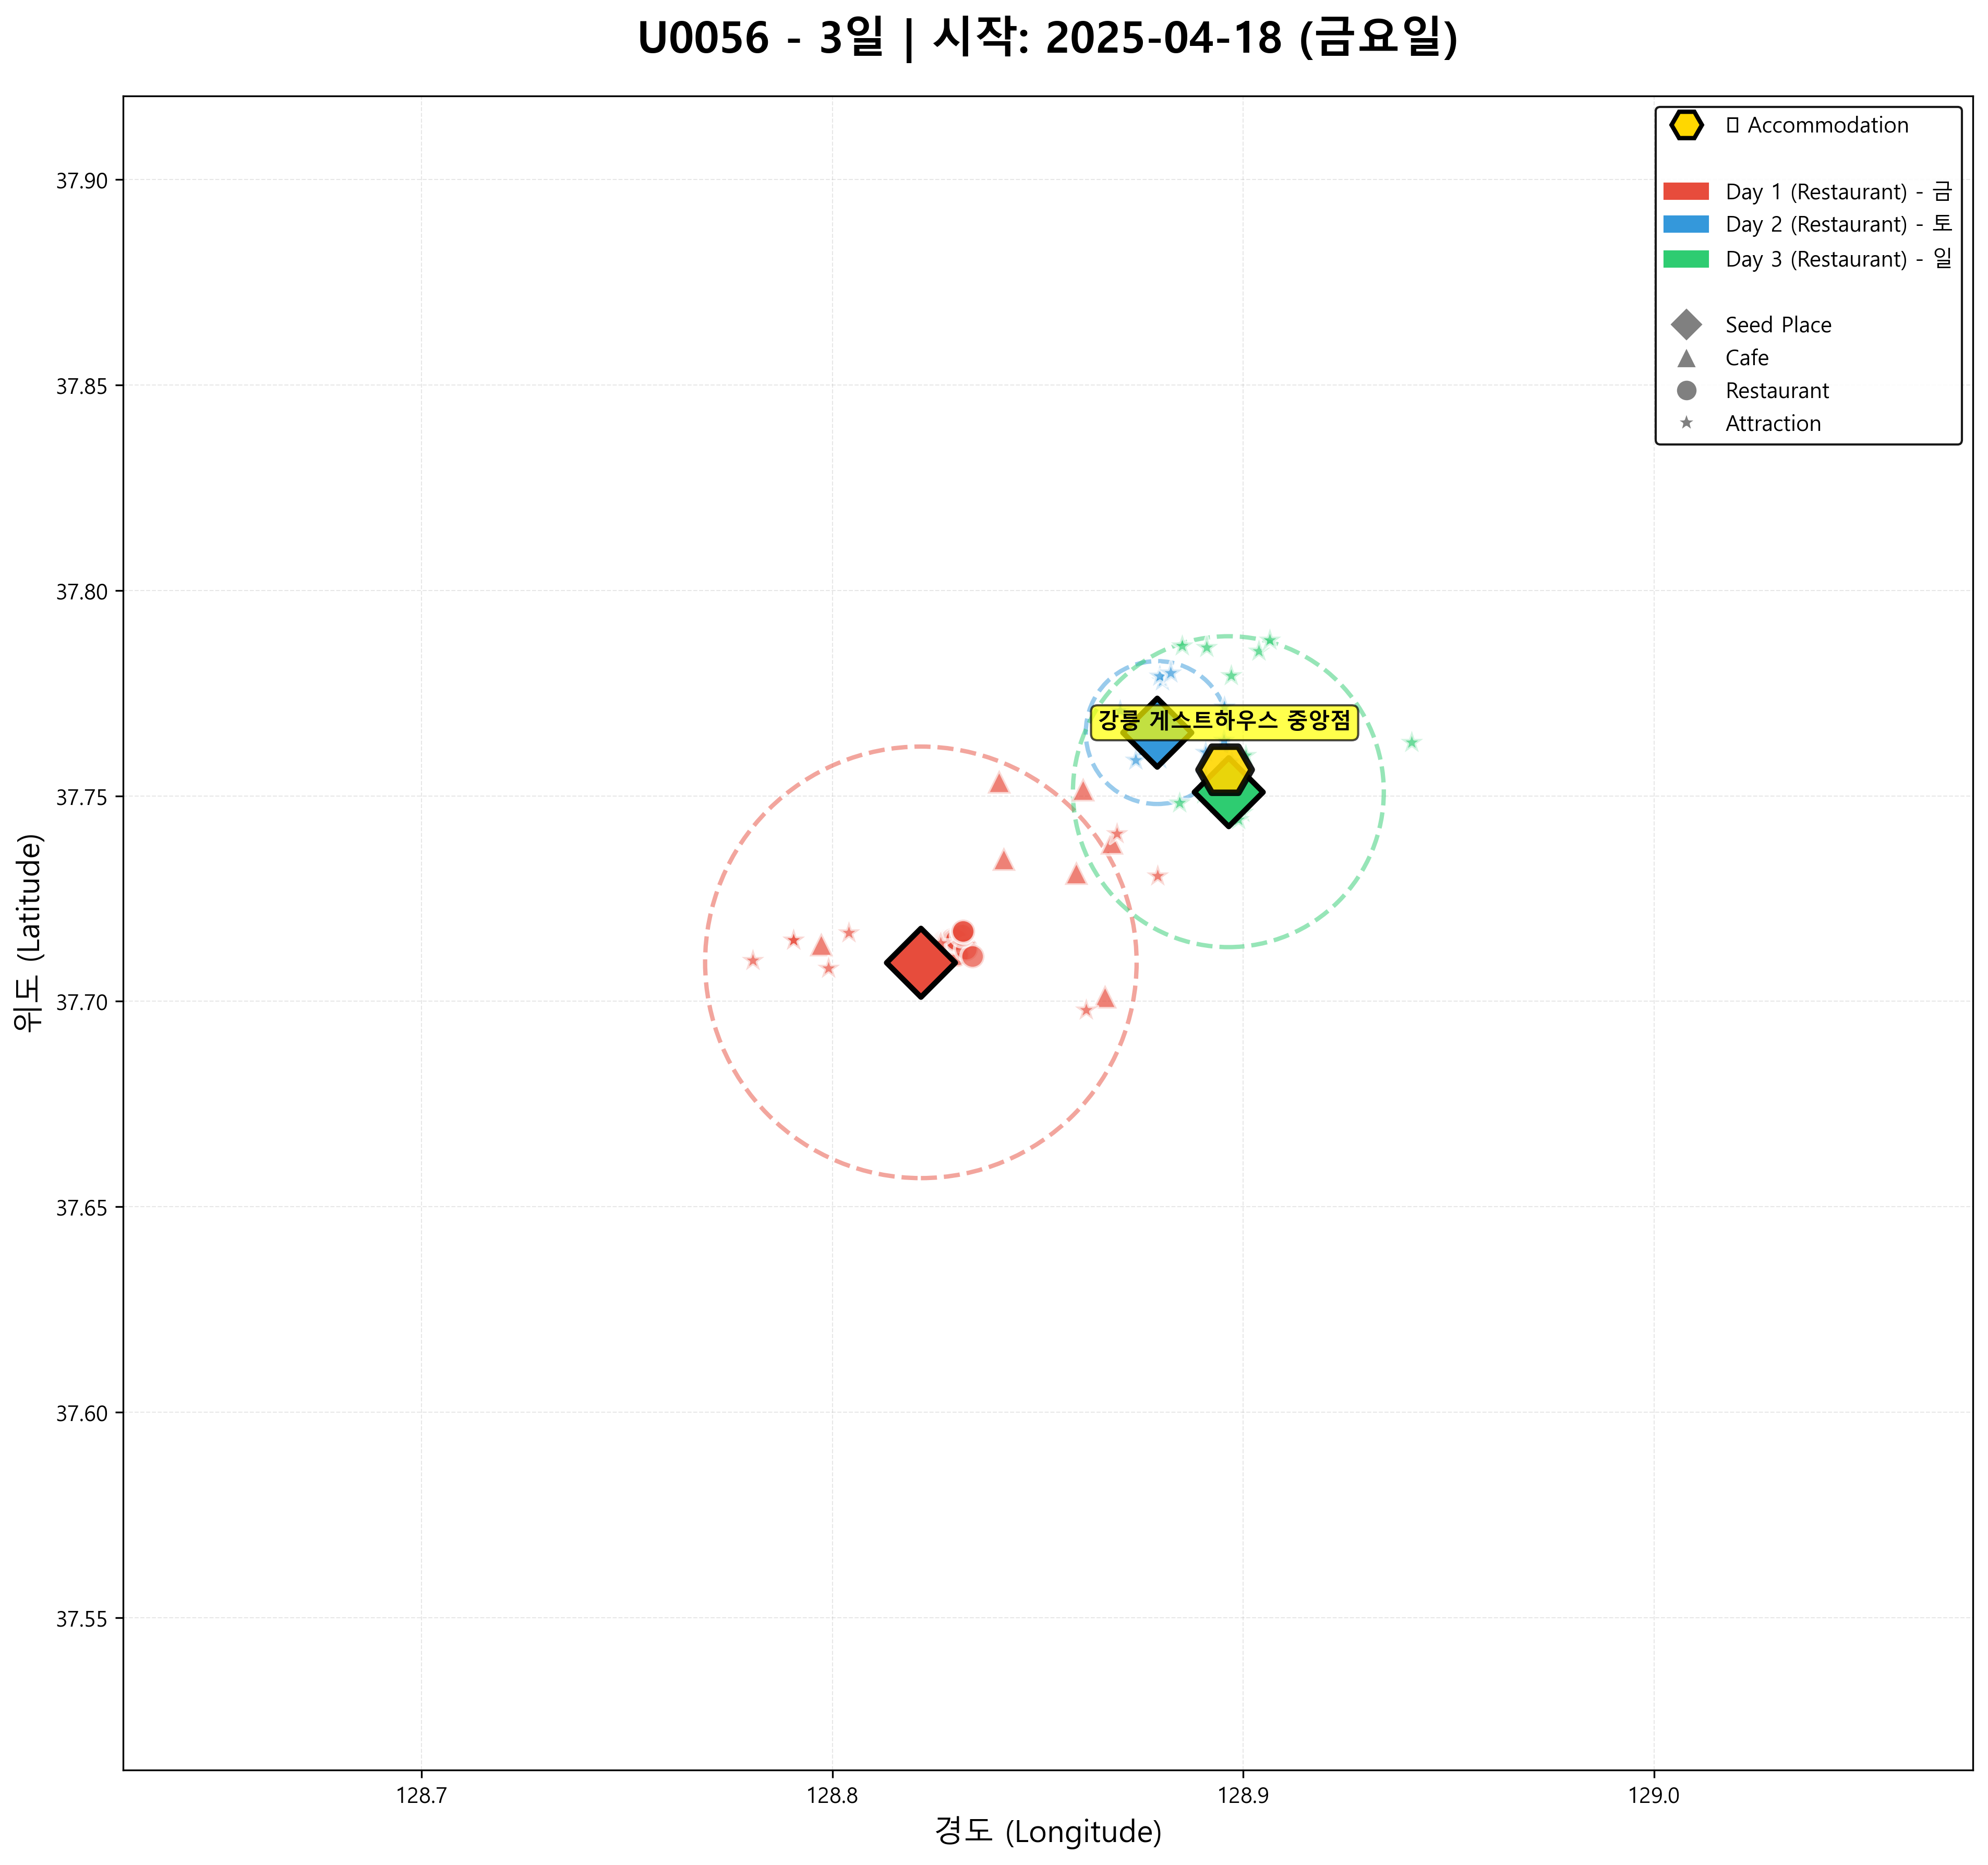 U0056 - 3일 | 시작: 2025-04-18 (금요일)
Accommodation
Day 1 (Restaurant) - 금
Day 2 (Restaurant) - 토
Day 3 (Restaurant) - 일
Seed Place
Cafe
Restaurant
Attraction
37.90
37.85
37.80
37.75
37.70
37.65
37.60
37.55
위도 (Latitude)
강릉 게스트하우스 중앙점
128.7
128.8
128.9
129.0
경도 (Longitude)